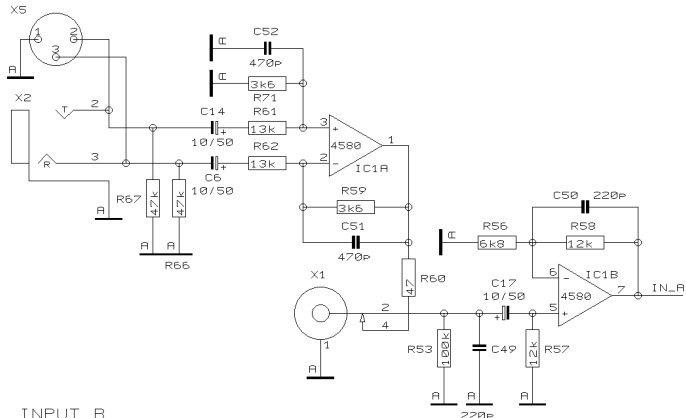 X5
1
2
3
A
X2
T
2
R
3
A
R67
47k
47k
A
A
R66
A
C52
470p
A
3k6
R71
C14
10/50
+
R61
13k
C6
10/50
+
R62
13k
3
+
2
-
4580
1
IC1A
R59
3k6
C51
470p
R60
47
X1
2
4
1
A
R53
100k
A
C49
220p
A
C17
10/50
+
R57
12k
A
A
R56
6k8
C50
220p
R58
12k
6
-
5
+
4580
7
IC1B
IN_A
INPUT B